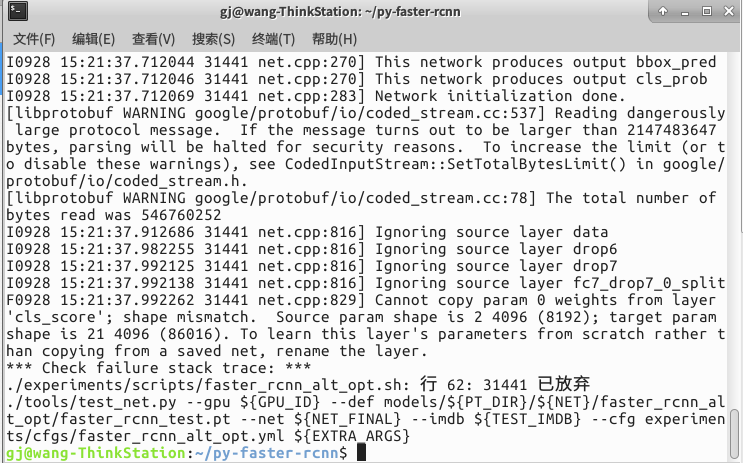 gj@wang-ThinkStation: ~/py-faster-rcnn
文件(F) 编辑(E) 查看(V) 搜索(S) 终端(T) 帮助(H)
I0928 15:21:37.712044 31441 net.cpp:270] This network produces output bbox_pred
I0928 15:21:37.712046 31441 net.cpp:270] This network produces output cls_prob
I0928 15:21:37.712069 31441 net.cpp:283] Network initialization done.
[libprotobuf WARNING google/protobuf/io/coded_stream.cc:537] Reading dangerously
 large protocol message.  If the message turns out to be larger than 2147483647
bytes, parsing will be halted for security reasons.  To increase the limit (or t
o disable these warnings), see CodedInputStream::SetTotalBytesLimit() in google/
protobuf/io/coded_stream.h.
[libprotobuf WARNING google/protobuf/io/coded_stream.cc:78] The total number of
bytes read was 546760252
I0928 15:21:37.912686 31441 net.cpp:816] Ignoring source layer data
I0928 15:21:37.982255 31441 net.cpp:816] Ignoring source layer drop6
I0928 15:21:37.992125 31441 net.cpp:816] Ignoring source layer drop7
I0928 15:21:37.992138 31441 net.cpp:816] Ignoring source layer fc7_drop7_0_split
F0928 15:21:37.992262 31441 net.cpp:829] Cannot copy param 0 weights from layer
'cls_score'; shape mismatch.  Source param shape is 2 4096 (8192); target param
shape is 21 4096 (86016). To learn this layer's parameters from scratch rather t
han copying from a saved net, rename the layer.
*** Check failure stack trace: ***
./experiments/scripts/faster_rcnn_alt_opt.sh: 行 62: 31441 已放弃
./tools/test_net.py --gpu ${GPU_ID} --def models/${PT_DIR}/${NET}/faster_rcnn_al
t_opt/faster_rcnn_test.pt --net ${NET_FINAL} --imdb ${TEST_IMDB} --cfg experimen
ts/cfgs/faster_rcnn_alt_opt.yml ${EXTRA_ARGS}
gj@wang-ThinkStation:~/py-faster-rcnn$